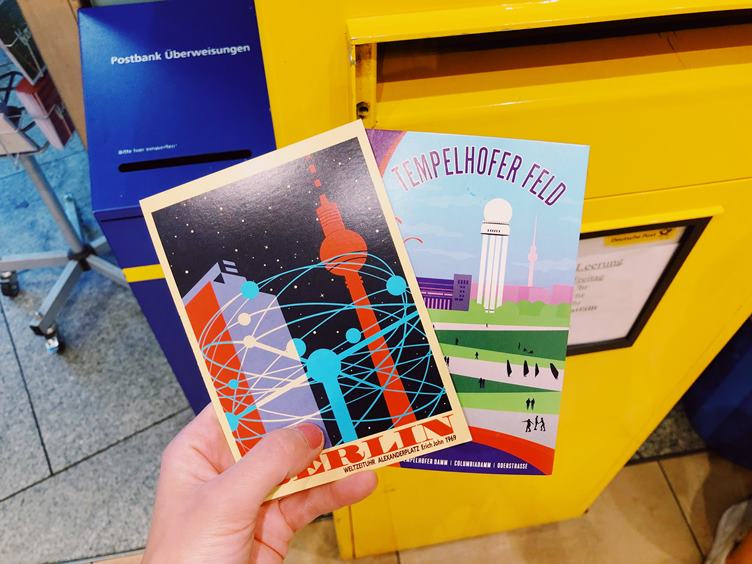 Postbank Überweisungen
Bitte hier einwerfen
TEMPELHOFER FELD
Deutsche Post
Leerung
BERLIN
WELTZEITUHR ALEXANDERPLATZ Erich John 1969
TEMPELHOFER DAMM | COLUMBIADAMM | ODERSTRASSE